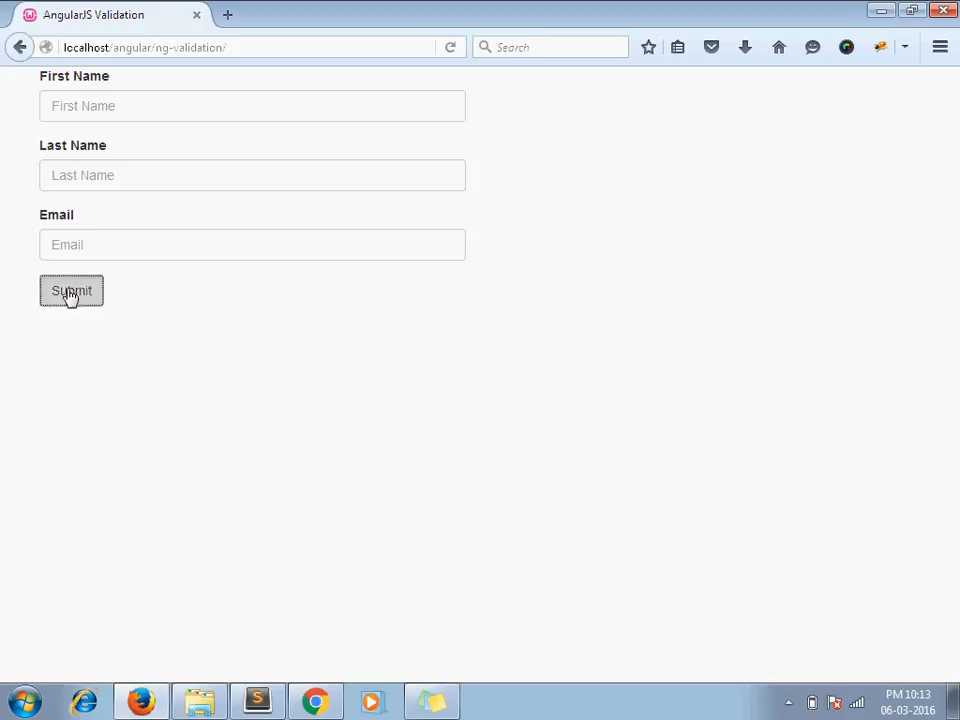 AngularJS Validation
localhost/angular/ng-validation/
Search
First Name
First Name
Last Name
Last Name
Email
Email
Submit
PM 10:13
06-03-2016